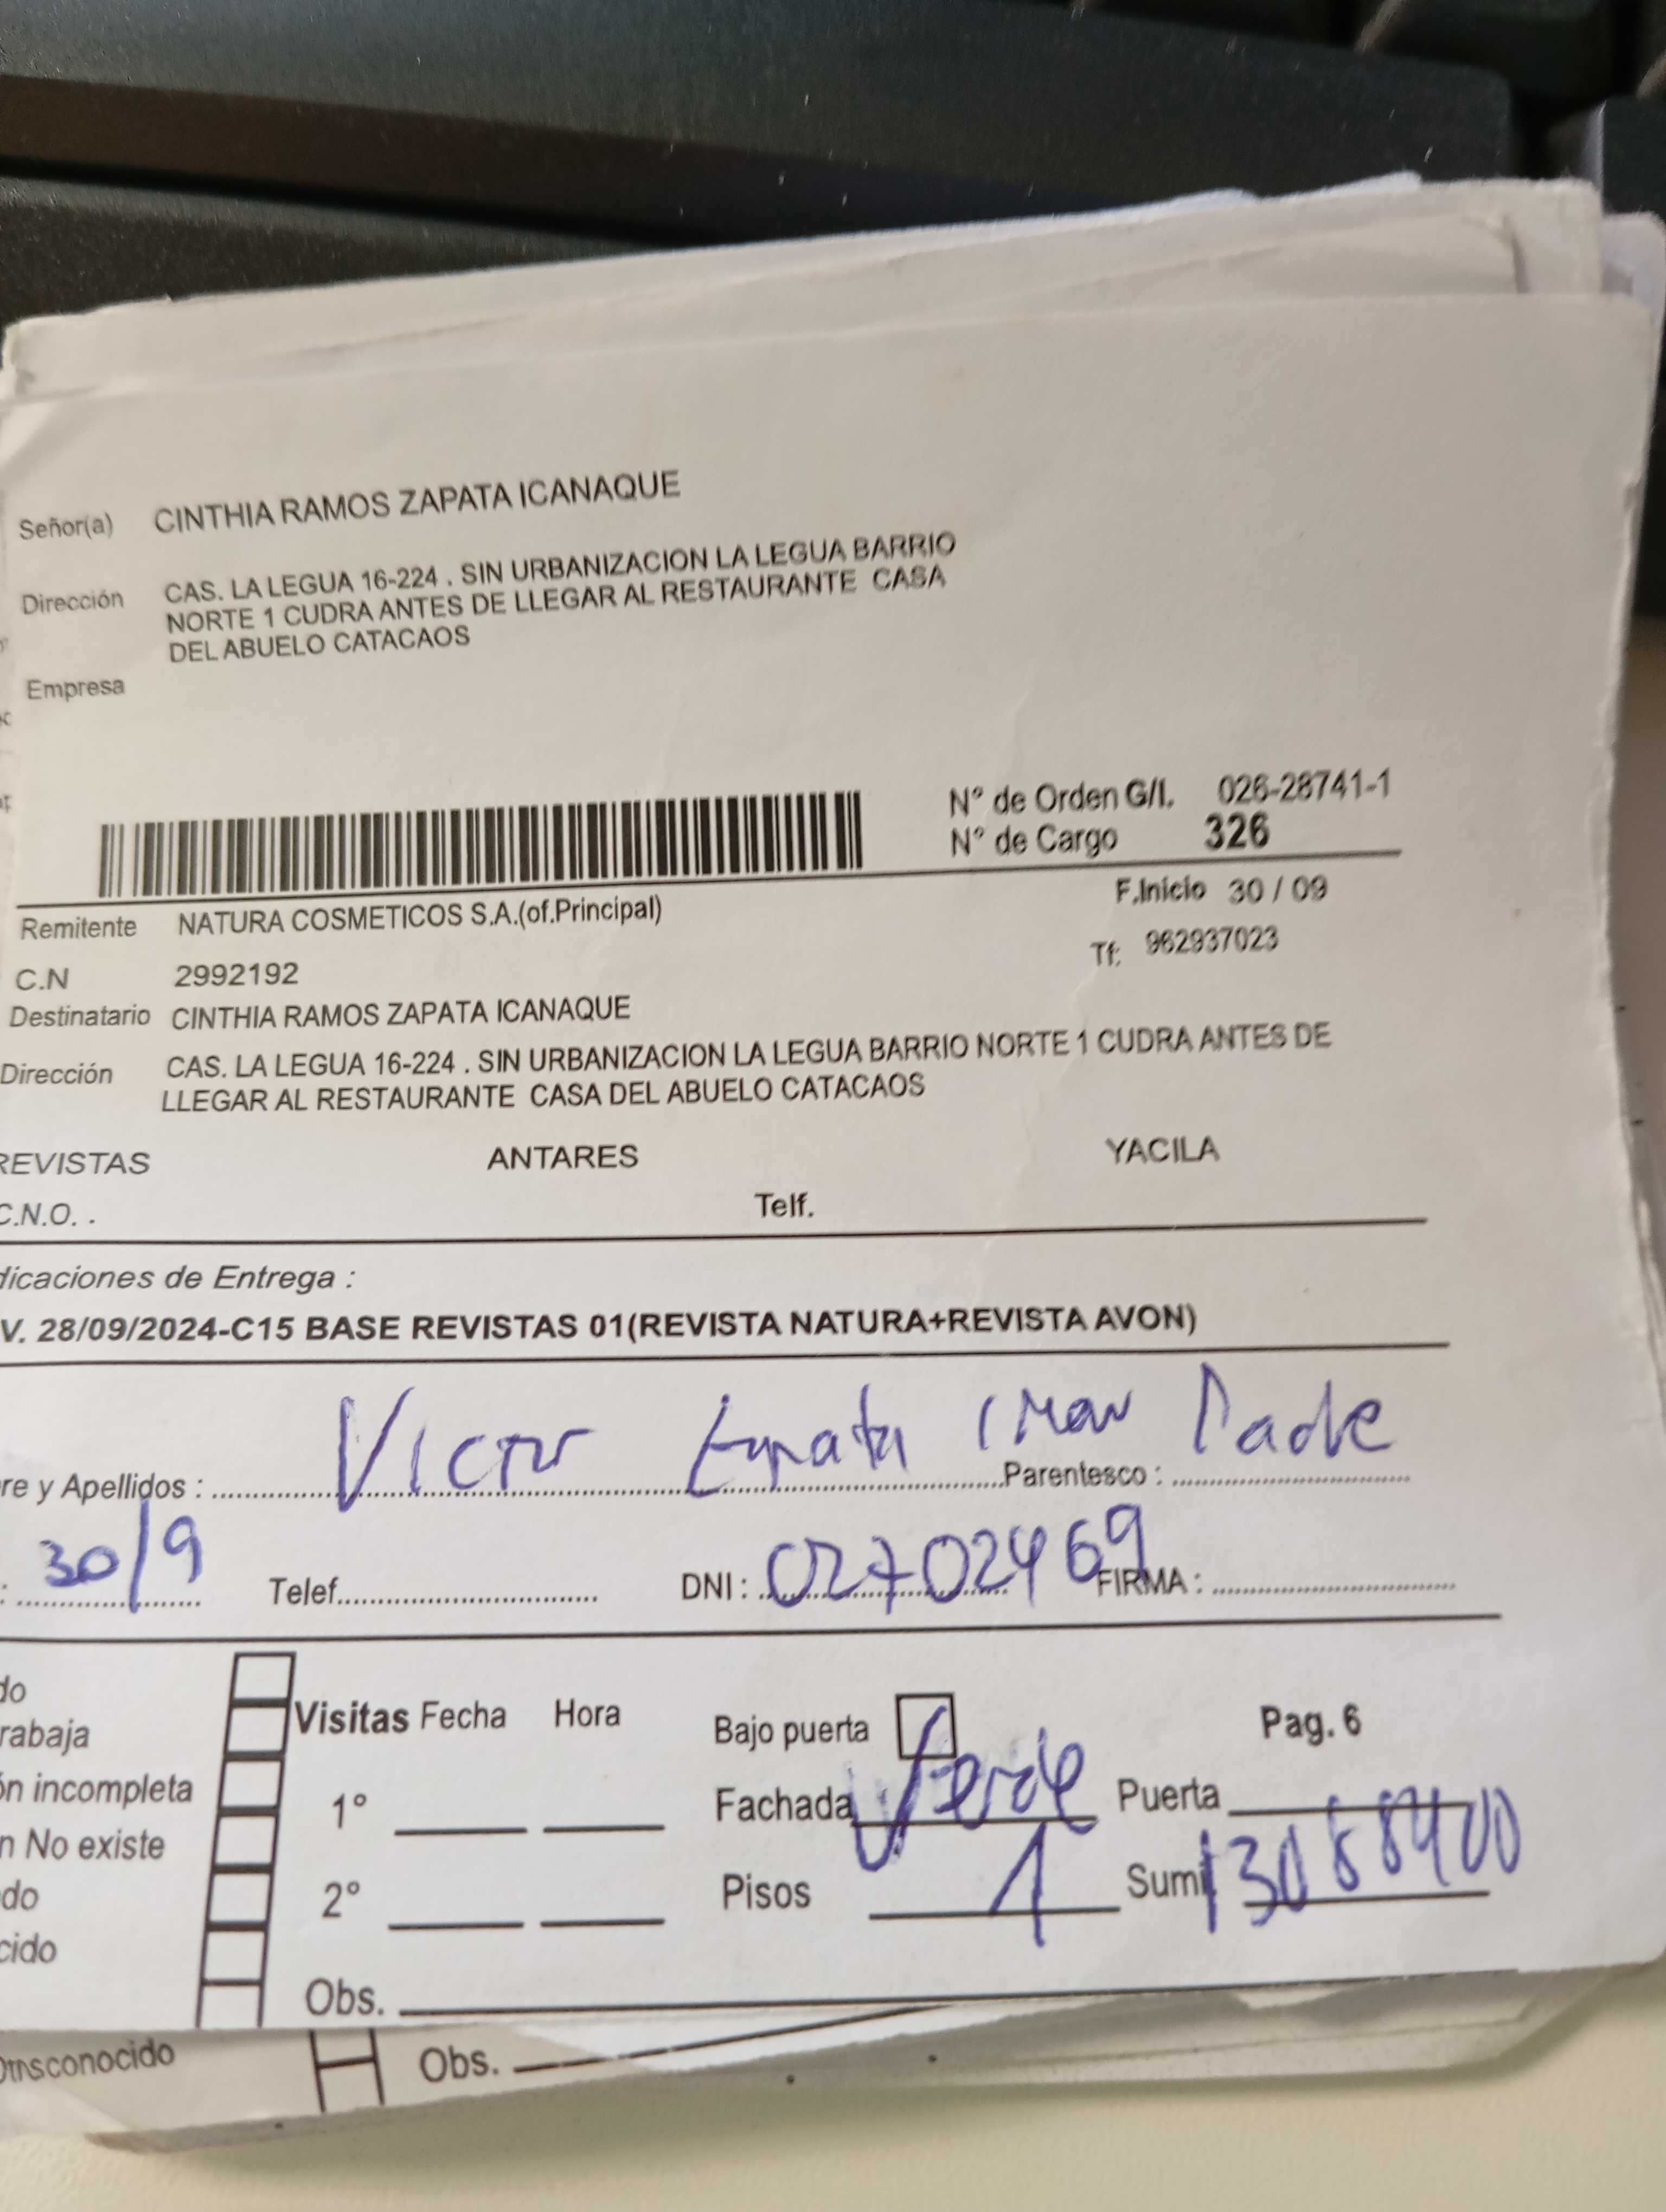 Señor(a) CINTHIA RAMOS ZAPATA ICANAQUE
Dirección CAS. LA LEGUA 16-224 . SIN URBANIZACION LA LEGUA BARRIO
NORTE 1 CUDRA ANTES DE LLEGAR AL RESTAURANTE CASA
DEL ABUELO CATACAOS
Empresa
N° de Orden G/I. 026-28741-1
N° de Cargo 326
F.Inicio 30 / 09
Remitente NATURA COSMETICOS S.A.(of.Principal)
Tf: 962937023
C.N 2992192
Destinatario CINTHIA RAMOS ZAPATA ICANAQUE
Dirección CAS. LA LEGUA 16-224 . SIN URBANIZACION LA LEGUA BARRIO NORTE 1 CUDRA ANTES DE
LLEGAR AL RESTAURANTE CASA DEL ABUELO CATACAOS
REVISTAS ANTARES YACILA
C.N.O. . Telf.
dicaciones de Entrega :
V. 28/09/2024-C15 BASE REVISTAS 01(REVISTA NATURA+REVISTA AVON)
Victor Zapata Padre
re y Apellidos : Parentesco :
: 30/9 Telef. DNI : 02702469 FIRMA :
do
Visitas Fecha Hora Bajo puerta Pag. 6
rabaja
ón incompleta 1° Fachada Verde Puerta
n No existe
do 2° Pisos 1 Sumi
cido
Obs.
conocido Obs.